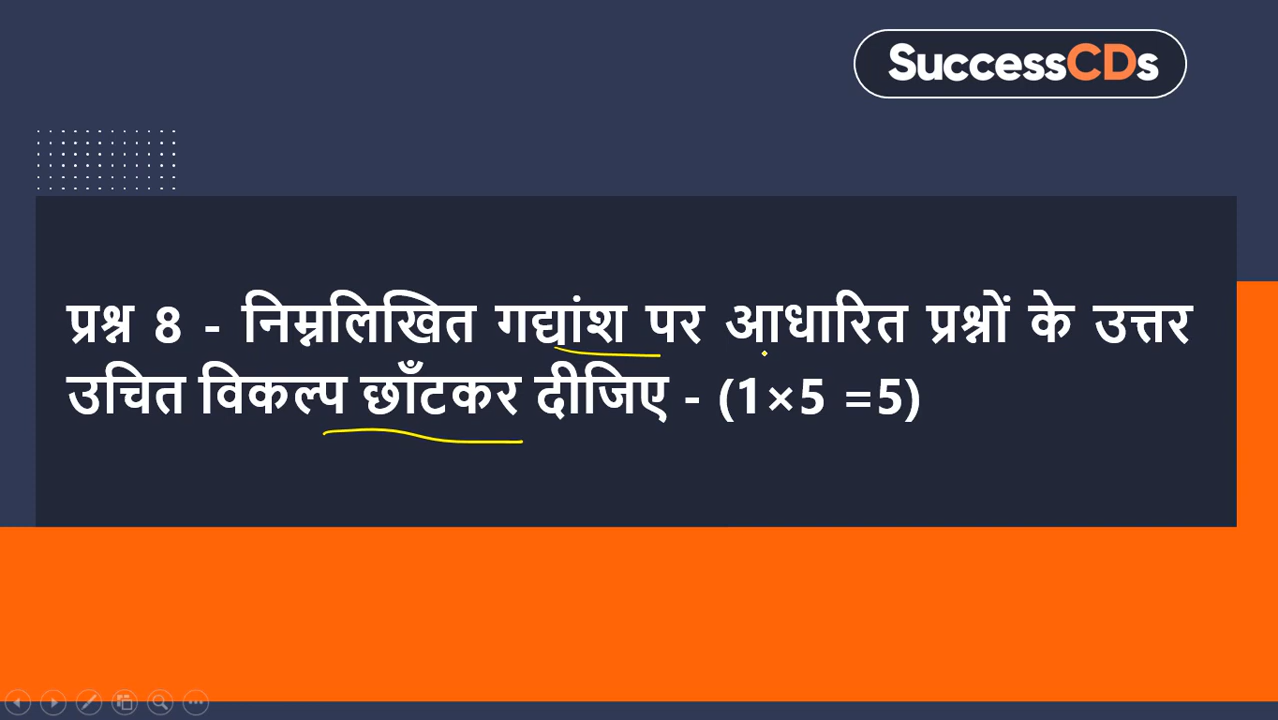 SuccessCDs
प्रश्न 8 - निम्नलिखित गद्यांश पर आधारित प्रश्नों के उत्तर
उचित विकल्प छाँटकर दीजिए - (1×5 =5)